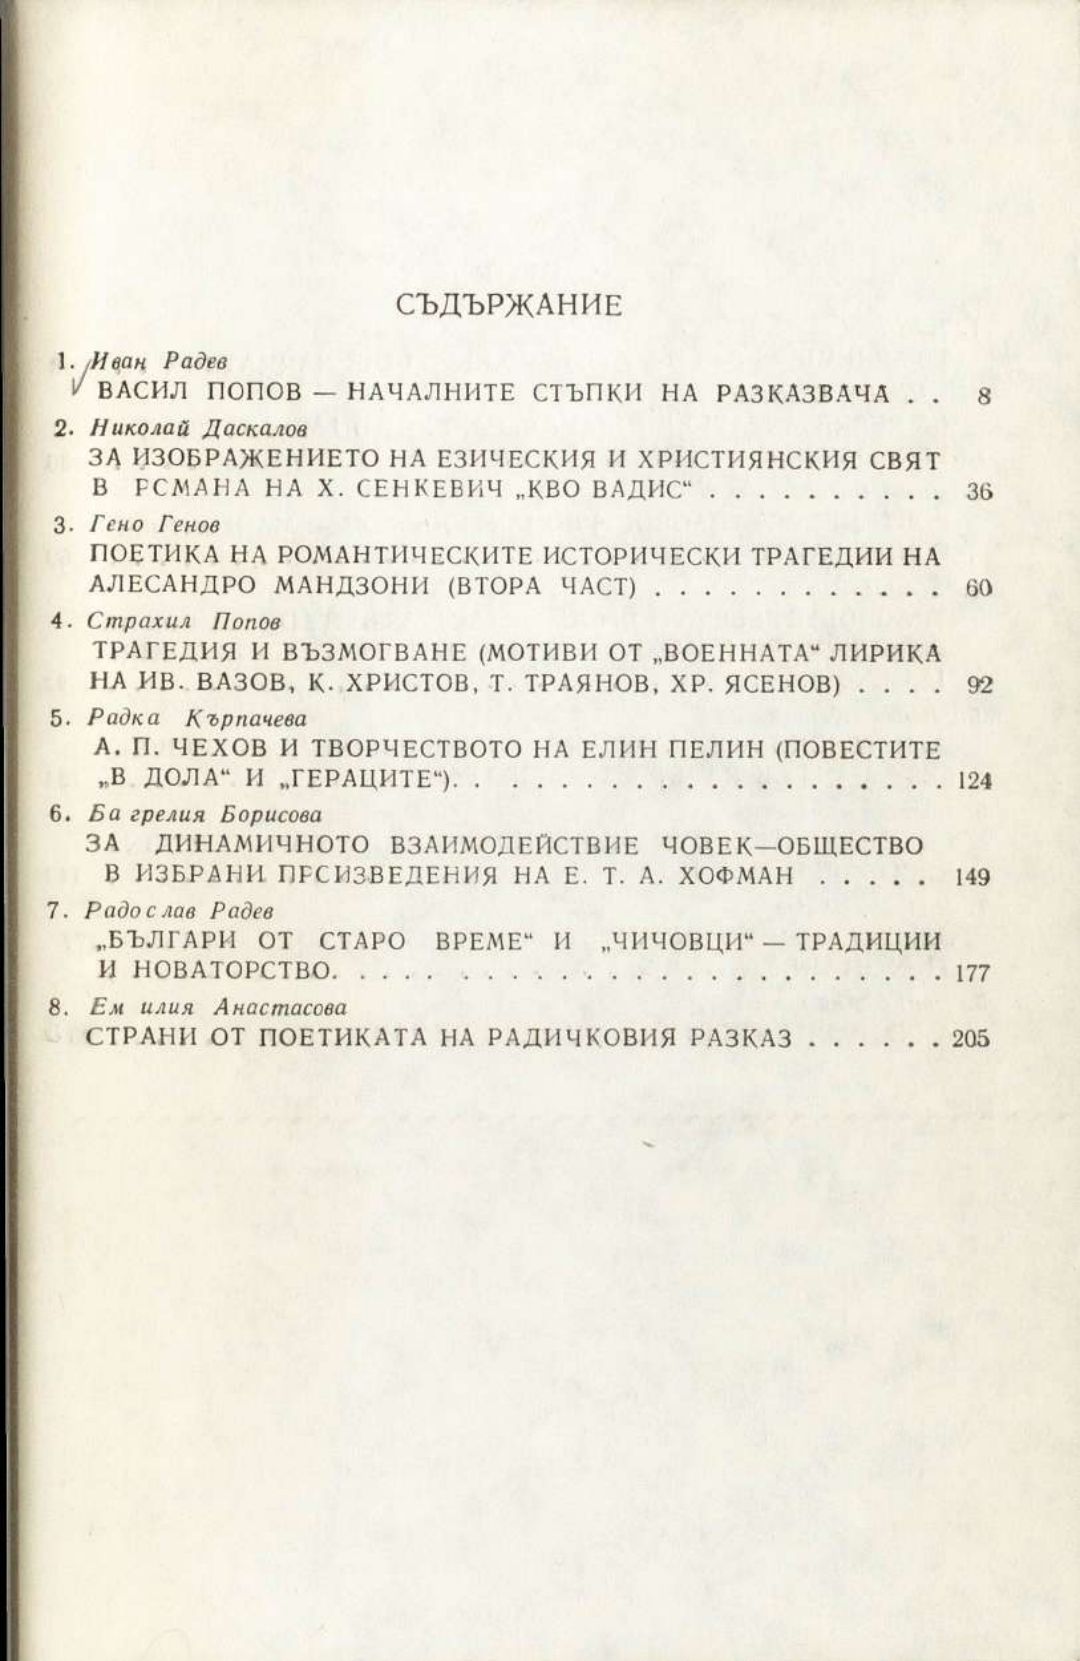 СЪДЪРЖАНИЕ
1. Иван Радев
ВАСИЛ ПОПОВ — НАЧАЛНИТЕ СТЪПКИ НА РАЗКАЗВАЧА . . 8
2. Николай Даскалов
ЗА ИЗОБРАЖЕНИЕТО НА ЕЗИЧЕСКИЯ И ХРИСТИЯНСКИЯ СВЯТ
В РСМАНА НА Х. СЕНКЕВИЧ „КВО ВАДИС“ . . . . . . . . . . 36
3. Гено Генов
ПОЕТИКА НА РОМАНТИЧЕСКИТЕ ИСТОРИЧЕСКИ ТРАГЕДИИ НА
АЛЕСАНДРО МАНДЗОНИ (ВТОРА ЧАСТ) . . . . . . . . . . . . 60
4. Страхил Попов
ТРАГЕДИЯ И ВЪЗМОГВАНЕ (МОТИВИ ОТ „ВОЕННАТА“ ЛИРИКА
НА ИВ. ВАЗОВ, К. ХРИСТОВ, Т. ТРАЯНОВ, ХР. ЯСЕНОВ) . . . . 92
5. Радка Кърпачева
А. П. ЧЕХОВ И ТВОРЧЕСТВОТО НА ЕЛИН ПЕЛИН (ПОВЕСТИТЕ
„В ДОЛА“ И „ГЕРАЦИТЕ“). . . . . . . . . . . . . . . . . . . . 124
6. Ба грелия Борисова
ЗА ДИНАМИЧНОТО ВЗАИМОДЕЙСТВИЕ ЧОВЕК—ОБЩЕСТВО
В ИЗБРАНИ ПРСИЗВЕДЕНИЯ НА Е. Т. А. ХОФМАН . . . . . 149
7. Радослав Радев
„БЪЛГАРИ ОТ СТАРО ВРЕМЕ“ И „ЧИЧОВЦИ“ — ТРАДИЦИИ
И НОВАТОРСТВО. . . . . . . . . . . . . . . . . . . . . . . . . 177
8. Ем илия Анастасова
СТРАНИ ОТ ПОЕТИКАТА НА РАДИЧКОВИЯ РАЗКАЗ . . . . . . 205